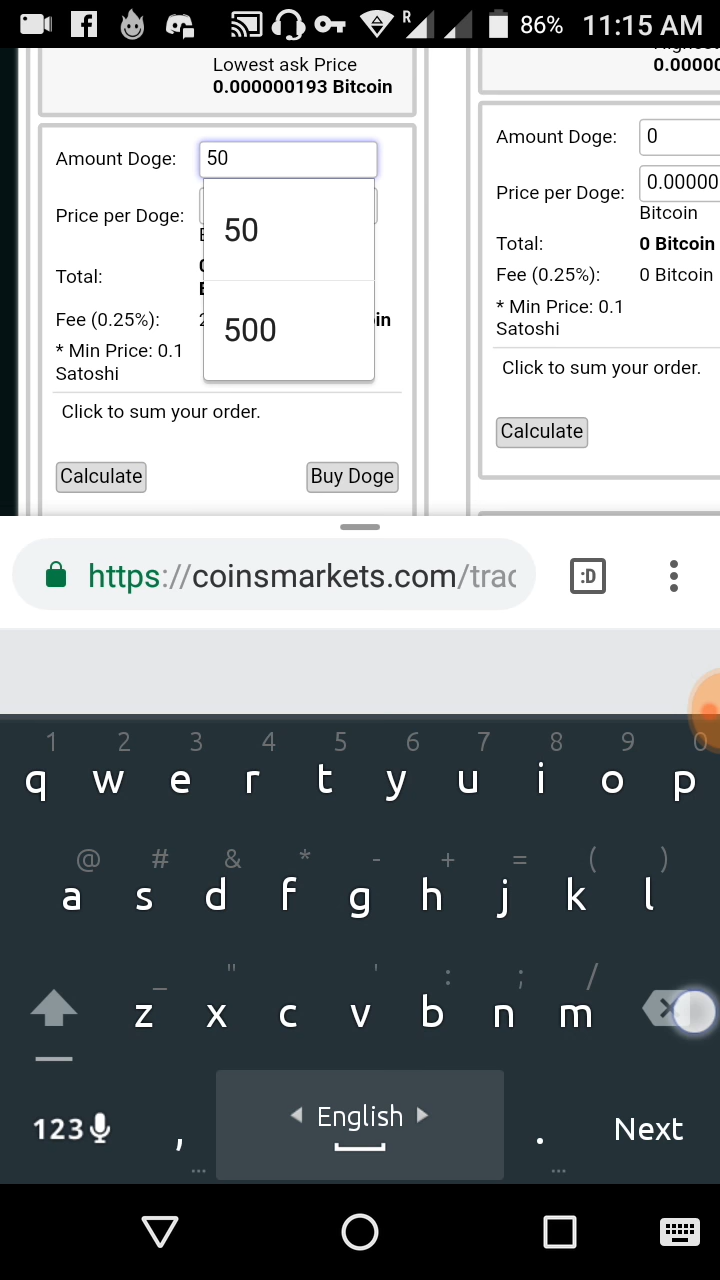 R 86% 11:15 AM
Lowest ask Price
0.000000193 Bitcoin
0.0000
Amount Doge: 50
50
500
Price per Doge:
Total:
Fee (0.25%): 2 in
* Min Price: 0.1
Satoshi
Click to sum your order.
Calculate Buy Doge
Amount Doge: 0
Price per Doge: 0.00000
Bitcoin
Total: 0 Bitcoin
Fee (0.25%): 0 Bitcoin
* Min Price: 0.1
Satoshi
Click to sum your order.
Calculate
https://coinsmarkets.com/trad
:D
1 2 3 4 5 6 7 8 9 0
q w e r t y u i o p
@ # & * - + = ( )
a s d f g h j k l
_ " ' : ; /
z x c v b n m
123 , English . Next
... ...